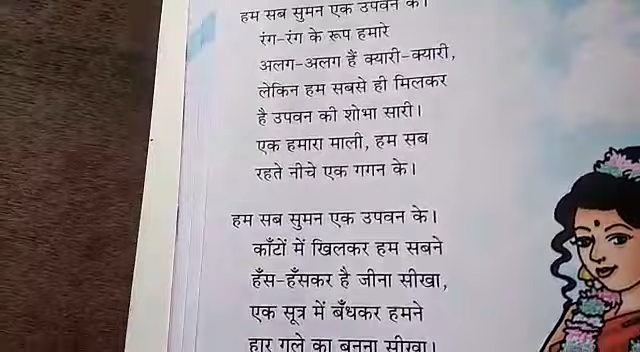 हम सब सुमन एक उपवन के।
रंग-रंग के रूप हमारे
अलग-अलग हैं क्यारी-क्यारी,
लेकिन हम सबसे ही मिलकर
है उपवन की शोभा सारी।
एक हमारा माली, हम सब
रहते नीचे एक गगन के।
हम सब सुमन एक उपवन के।
काँटों में खिलकर हम सबने
हँस-हँसकर है जीना सीखा,
एक सूत्र में बँधकर हमने
हार गले का बनना सीखा।